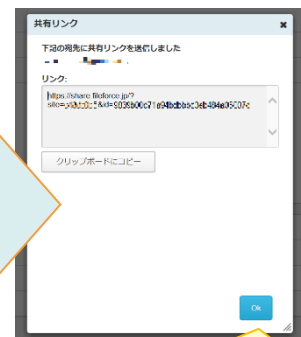 共有リンク
下記の宛先に共有リンクを送信しました
リンク:
https://share.fileforce.jp/?
クリップボードにコピー
Ok